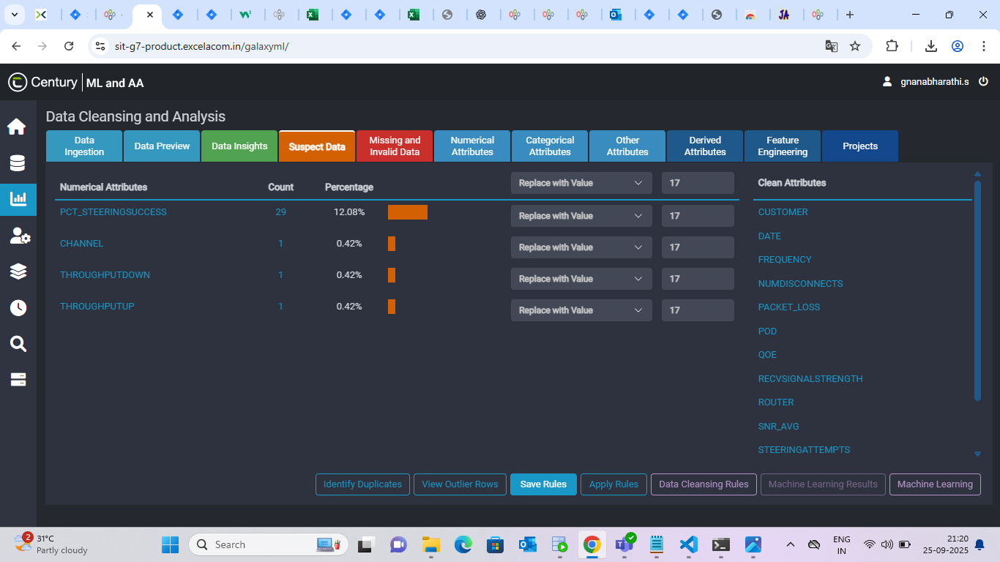 sit-g7-product.excelacom.in/galaxyml/
Century
ML and AA
gnanabharathi.s
Data Cleansing and Analysis
Data Ingestion
Data Preview
Data Insights
Suspect Data
Missing and Invalid Data
Numerical Attributes
Categorical Attributes
Other Attributes
Derived Attributes
Feature Engineering
Projects
Numerical Attributes Count Percentage Replace with Value 17
PCT_STEERINGSUCCESS 29 12.08% Replace with Value 17
CHANNEL 1 0.42% Replace with Value 17
THROUGHPUTDOWN 1 0.42% Replace with Value 17
THROUGHPUTUP 1 0.42% Replace with Value 17
Clean Attributes
CUSTOMER
DATE
FREQUENCY
NUMDISCONNECTS
PACKET_LOSS
POD
QOE
RECVSIGNALSTRENGTH
ROUTER
SNR_AVG
STEERINGATTEMPTS
Identify Duplicates
View Outlier Rows
Save Rules
Apply Rules
Data Cleansing Rules
Machine Learning Results
Machine Learning
2
31°C
Partly cloudy
Search
ENG
IN
21:20
25-09-2025